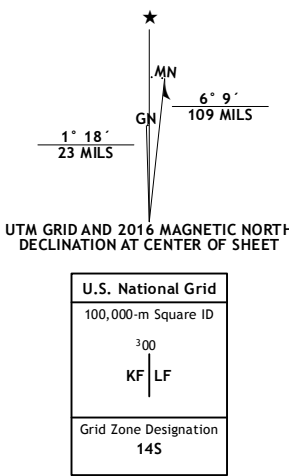 ★
MN
GN
6° 9´
109 MILS
1° 18´
23 MILS
UTM GRID AND 2016 MAGNETIC NORTH
DECLINATION AT CENTER OF SHEET
U.S. National Grid
100,000-m Square ID
³00
KF LF
Grid Zone Designation
14S